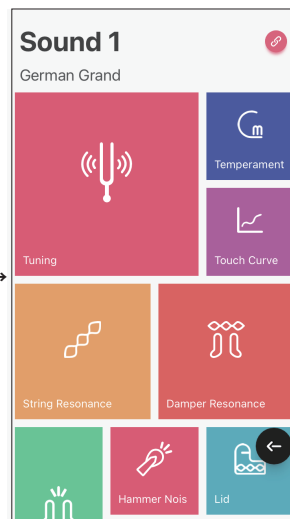 Sound 1
German Grand
Tuning
Temperament
Touch Curve
String Resonance
Damper Resonance
Hammer Nois
Lid